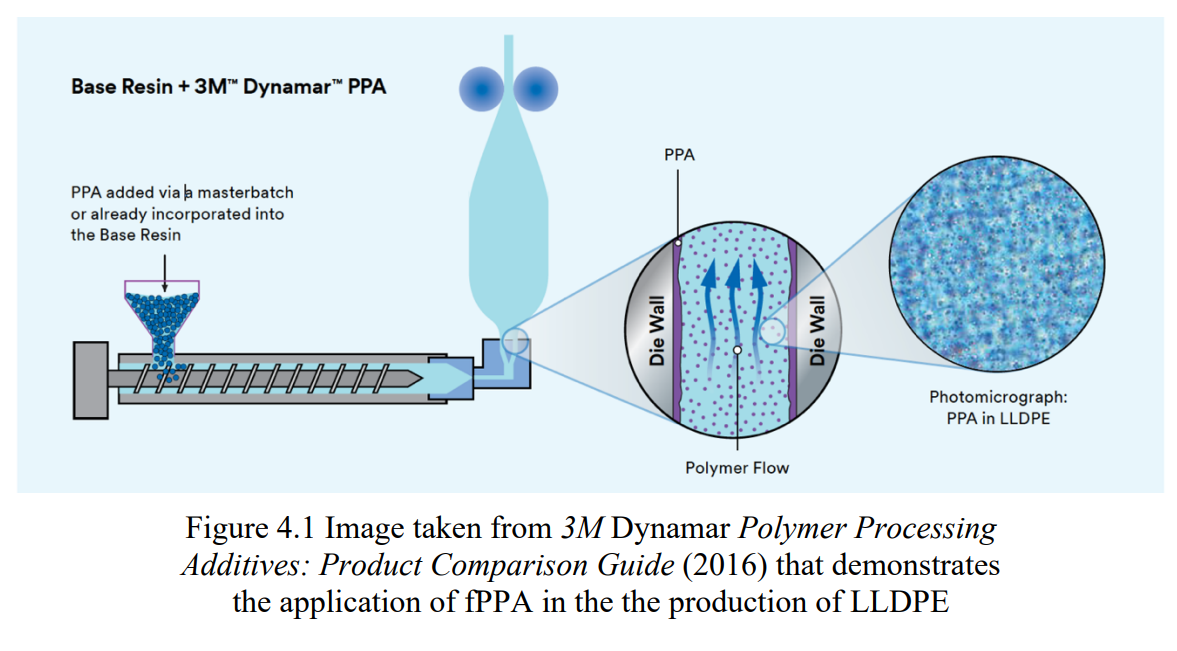 Base Resin + 3M™ Dynamar™ PPA
PPA added via a masterbatch
or already incorporated into
the Base Resin
PPA
Die Wall
Die Wall
Polymer Flow
Photomicrograph:
PPA in LLDPE
Figure 4.1 Image taken from 3M Dynamar Polymer Processing
Additives: Product Comparison Guide (2016) that demonstrates
the application of fPPA in the the production of LLDPE